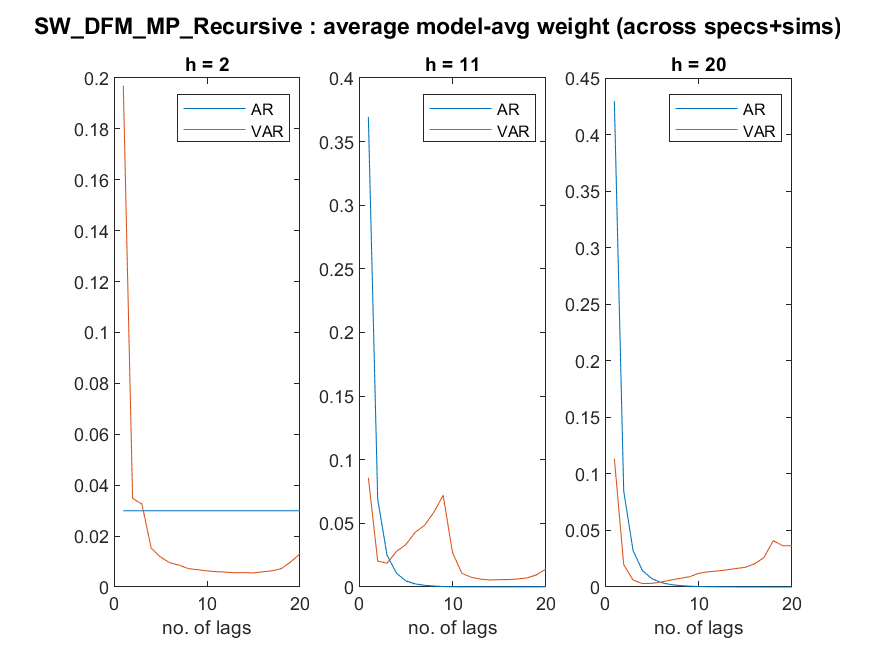 SW_DFM_MP_Recursive : average model-avg weight (across specs+sims)
h = 2
0.2
0.18
0.16
0.14
0.12
0.1
0.08
0.06
0.04
0.02
0
0 10 20
no. of lags
AR
VAR
h = 11
0.4
0.35
0.3
0.25
0.2
0.15
0.1
0.05
0
0 10 20
no. of lags
AR
VAR
h = 20
0.45
0.4
0.35
0.3
0.25
0.2
0.15
0.1
0.05
0
0 10 20
no. of lags
AR
VAR